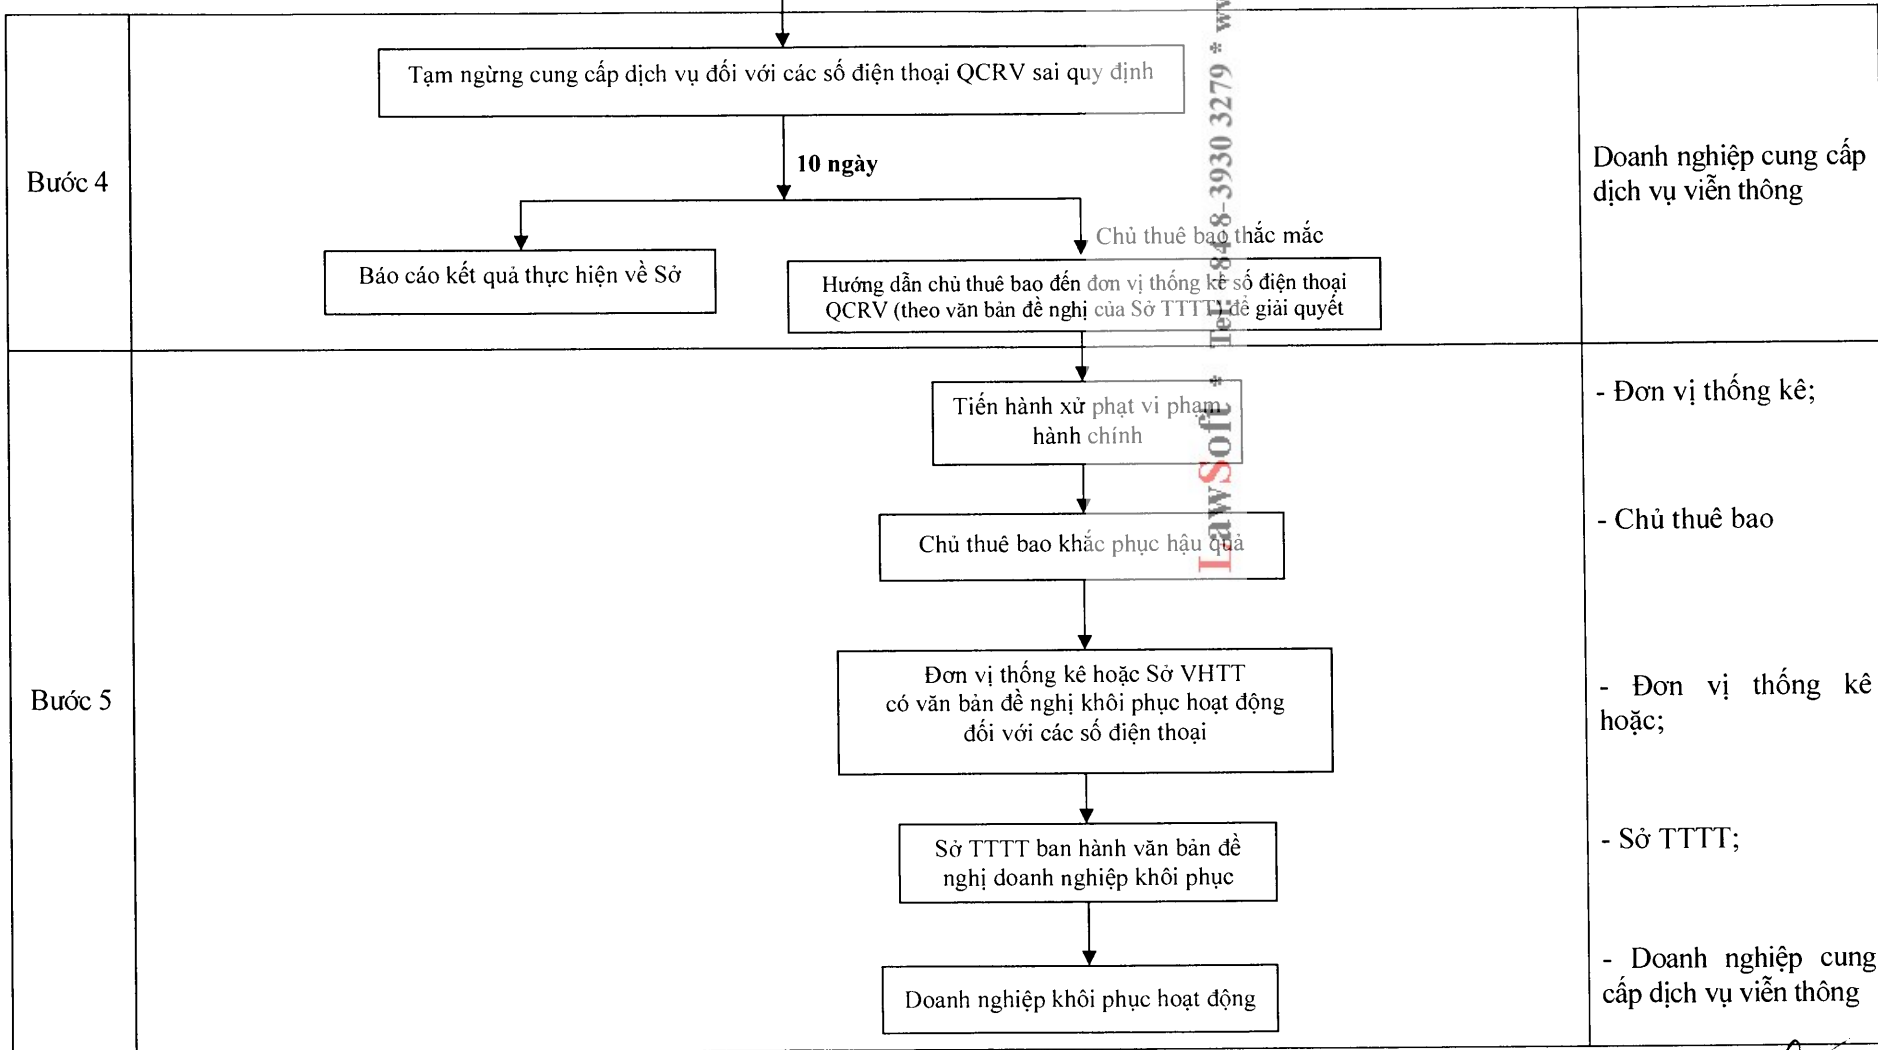 Bước 4
Tạm ngừng cung cấp dịch vụ đối với các số điện thoại QCRV sai quy định
10 ngày
Chủ thuê bao thắc mắc
Báo cáo kết quả thực hiện về Sở
Hướng dẫn chủ thuê bao đến đơn vị thống kê số điện thoại
QCRV (theo văn bản đề nghị của Sở TTTT) để giải quyết
Doanh nghiệp cung cấp
dịch vụ viễn thông
Bước 5
Tiến hành xử phạt vi phạm
hành chính
Chủ thuê bao khắc phục hậu quả
Đơn vị thống kê hoặc Sở VHTT
có văn bản đề nghị khôi phục hoạt động
đối với các số điện thoại
Sở TTTT ban hành văn bản đề
nghị doanh nghiệp khôi phục
Doanh nghiệp khôi phục hoạt động
- Đơn vị thống kê;
- Chủ thuê bao
- Đơn vị thống kê
hoặc;
- Sở TTTT;
- Doanh nghiệp cung
cấp dịch vụ viễn thông
LawSoft * Tel: +84-8-3930 3279 *